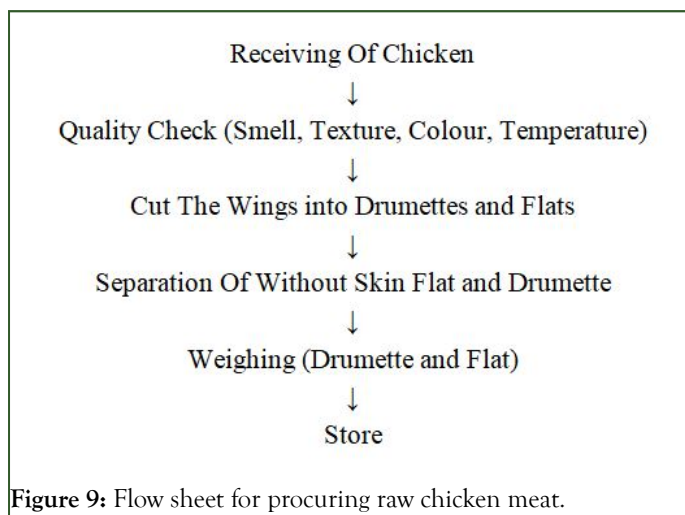 Receiving Of Chicken
↓
Quality Check (Smell, Texture, Colour, Temperature)
↓
Cut The Wings into Drumettes and Flats
↓
Separation Of Without Skin Flat and Drumette
↓
Weighing (Drumette and Flat)
↓
Store
Figure 9: Flow sheet for procuring raw chicken meat.